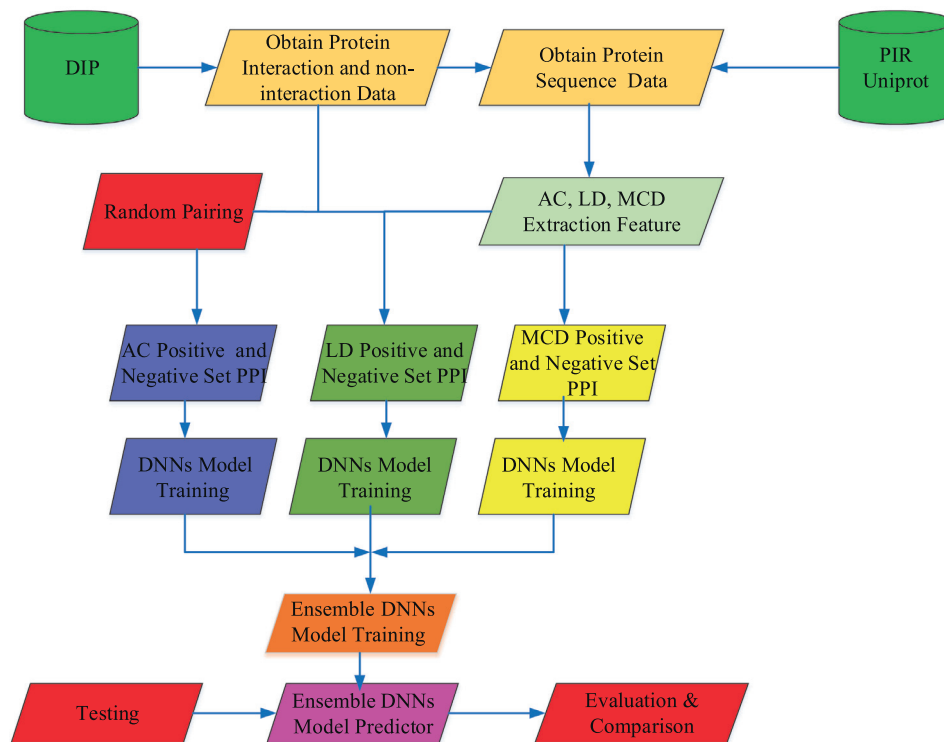 DIP
Obtain Protein
Interaction and non-
interaction Data
Obtain Protein
Sequence Data
PIR
Uniprot
Random Pairing
AC, LD, MCD
Extraction Feature
AC Positive and
Negative Set PPI
LD Positive and
Negative Set PPI
MCD Positive
and Negative Set
PPI
DNNs Model
Training
DNNs Model
Training
DNNs Model
Training
Ensemble DNNs
Model Training
Testing
Ensemble DNNs
Model Predictor
Evaluation &
Comparison